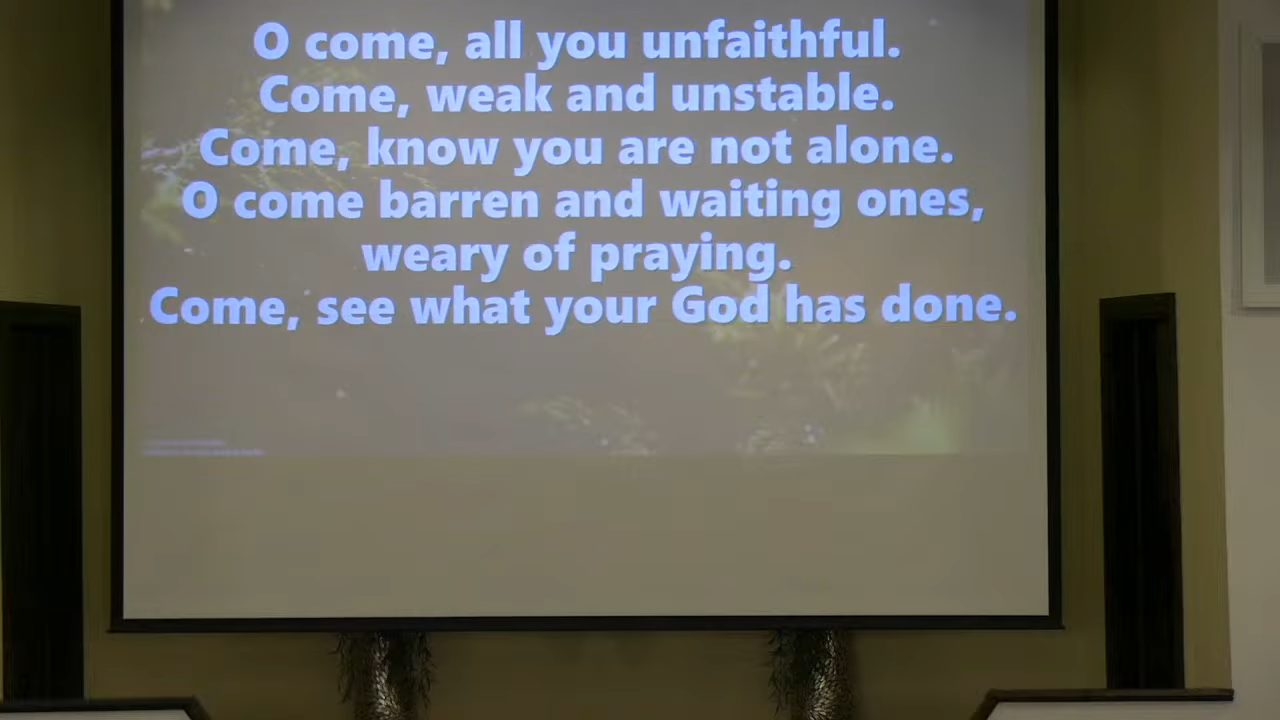 O come, all you unfaithful.
Come, weak and unstable.
Come, know you are not alone.
O come barren and waiting ones,
weary of praying.
Come, see what your God has done.